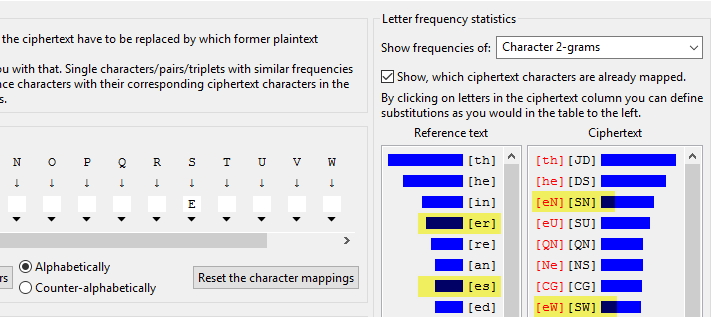 the ciphertext have to be replaced by which former plaintext
ou with that. Single characters/pairs/triplets with similar frequencies
nce characters with their corresponding ciphertext characters in the
s.
N O P Q R S T U V W
↓ ↓ ↓ ↓ ↓ ↓ ↓ ↓ ↓ ↓
E
rs
Alphabetically
Counter-alphabetically
Reset the character mappings
Letter frequency statistics
Show frequencies of: Character 2-grams
Show, which ciphertext characters are already mapped.
By clicking on letters in the ciphertext column you can define
substitutions as you would in the table to the left.
Reference text Ciphertext
[th] [th][JD]
[he] [he][DS]
[in] [eN][SN]
[er] [eU][SU]
[re] [QN][QN]
[an] [Ne][NS]
[es] [CG][CG]
[ed] [eW][SW]